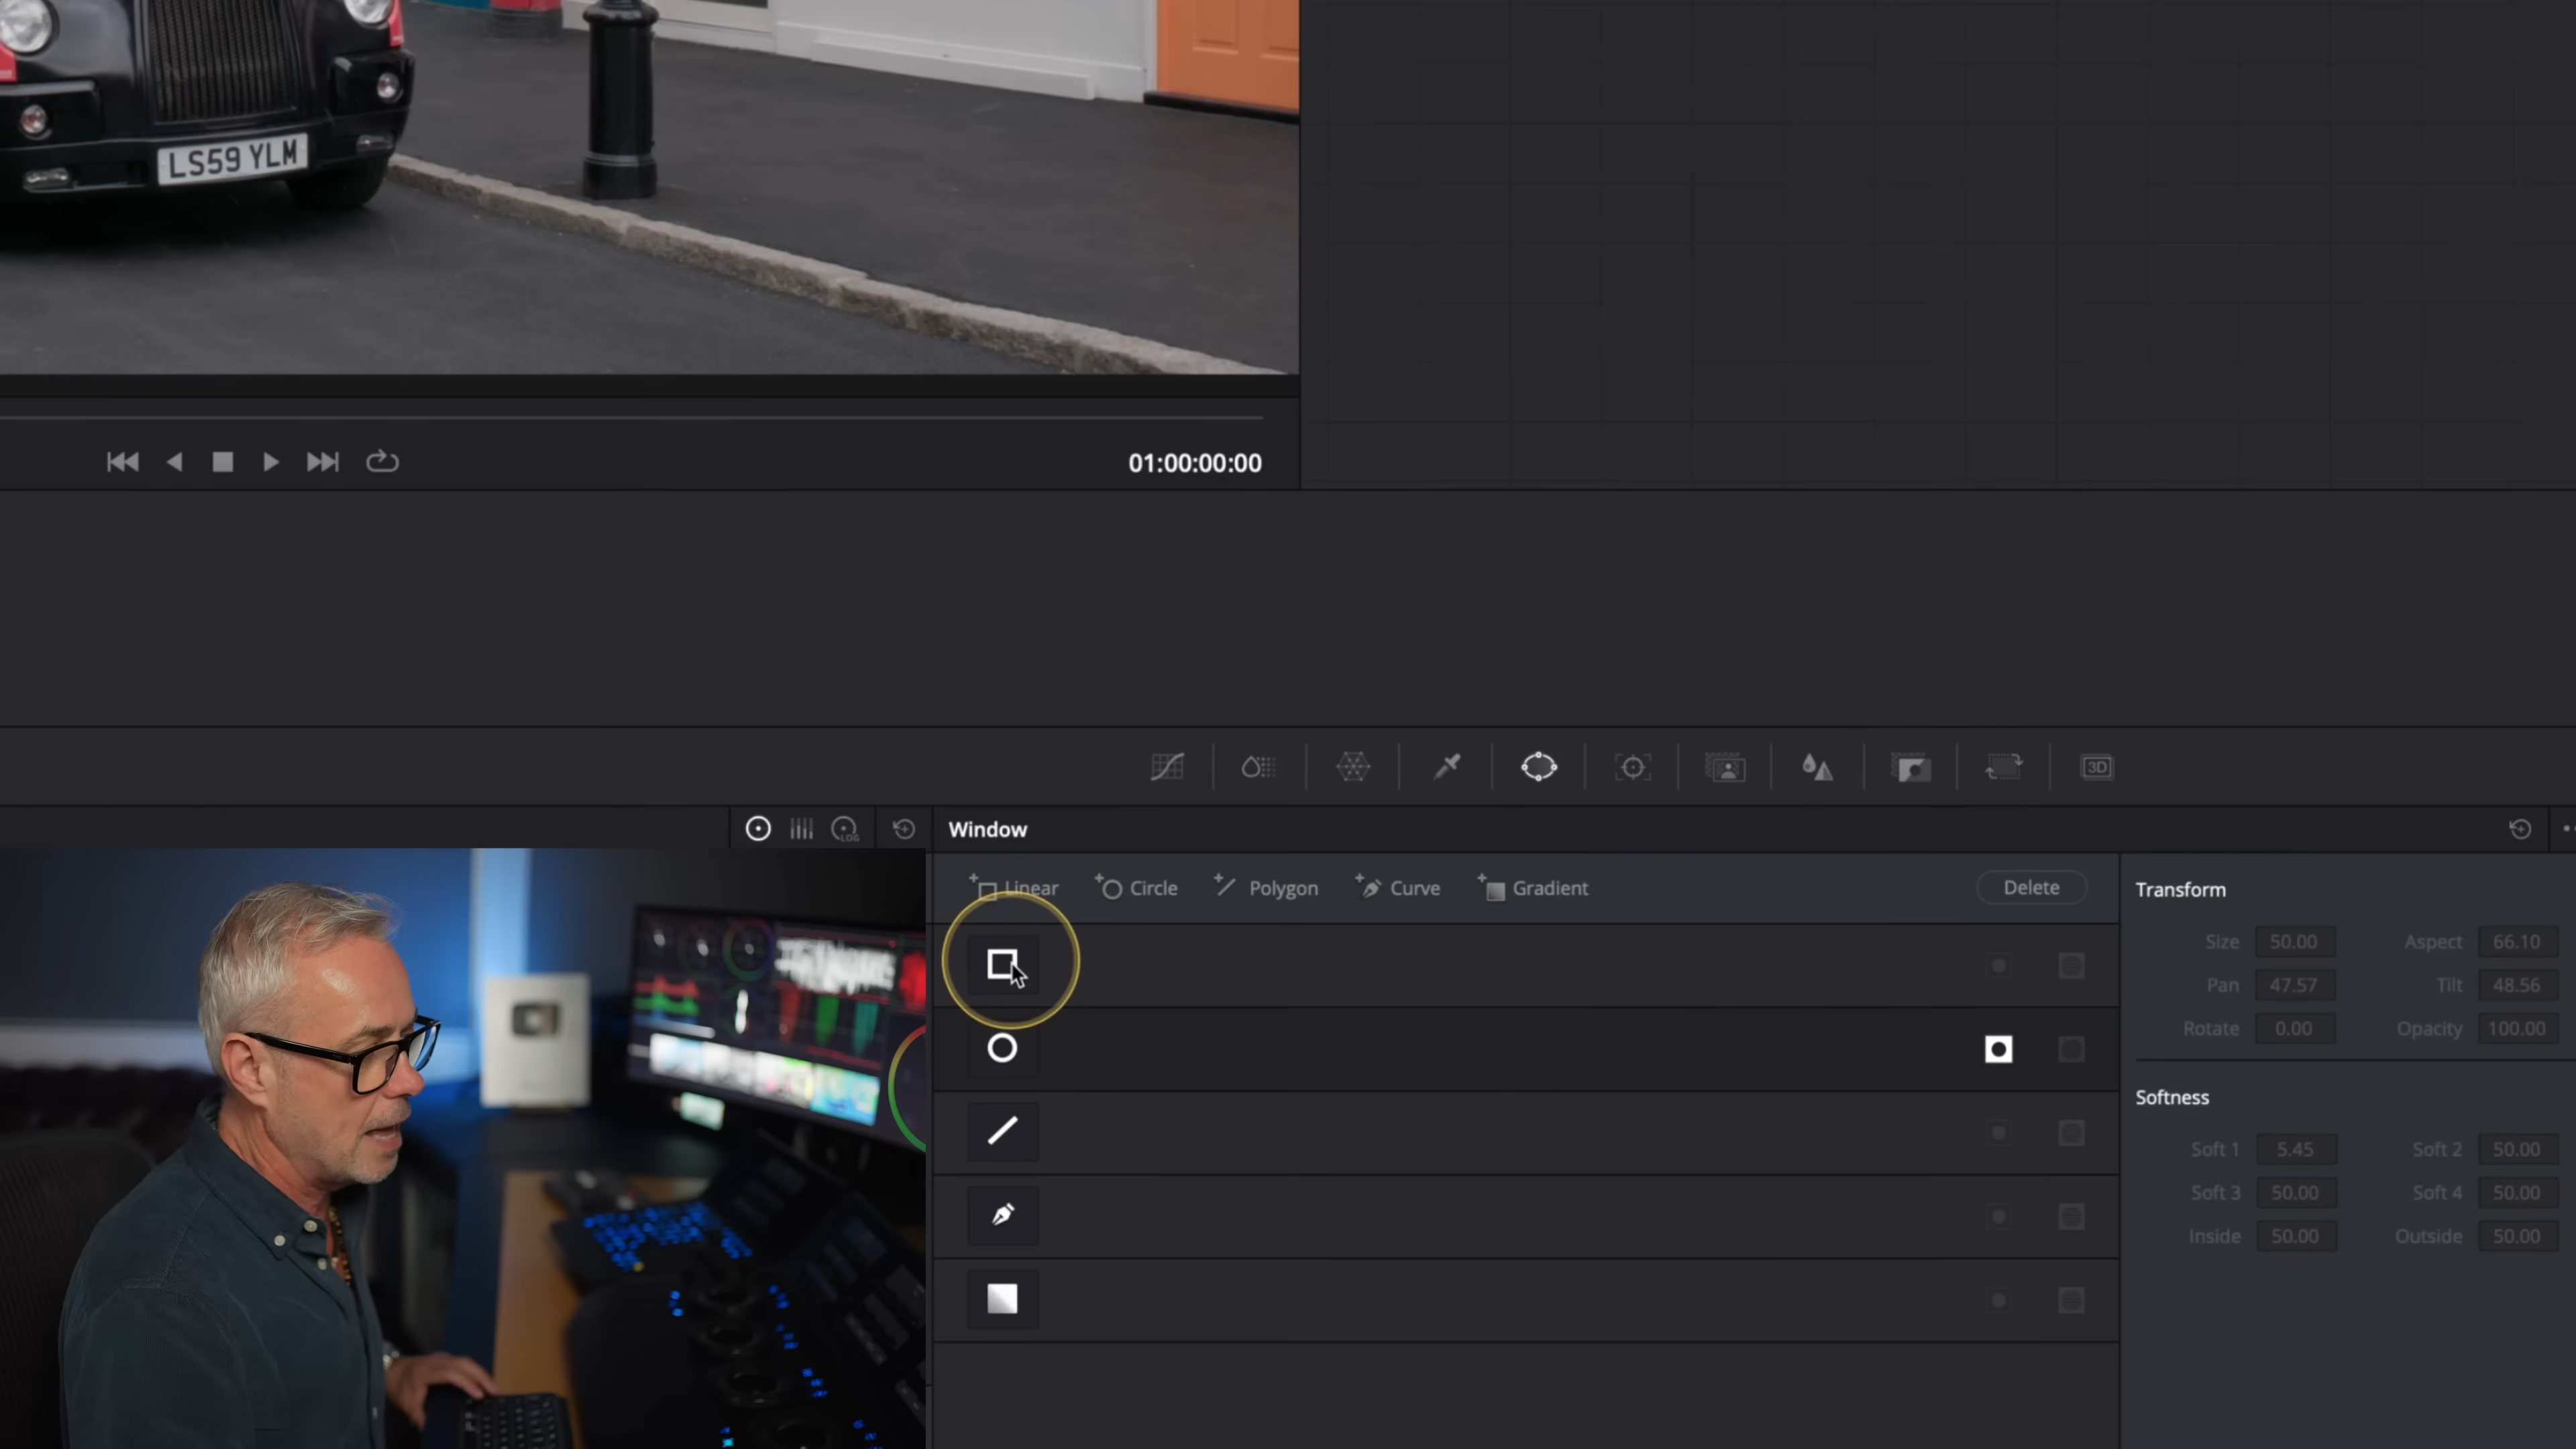 LS59 YLM
01:00:00:00
3D
LOG
Window
Linear Circle Polygon Curve Gradient Delete
Transform
Size 50.00 Aspect 66.10
Pan 47.57 Tilt 48.56
Rotate 0.00 Opacity 100.00
Softness
Soft 1 5.45 Soft 2 50.00
Soft 3 50.00 Soft 4 50.00
Inside 50.00 Outside 50.00